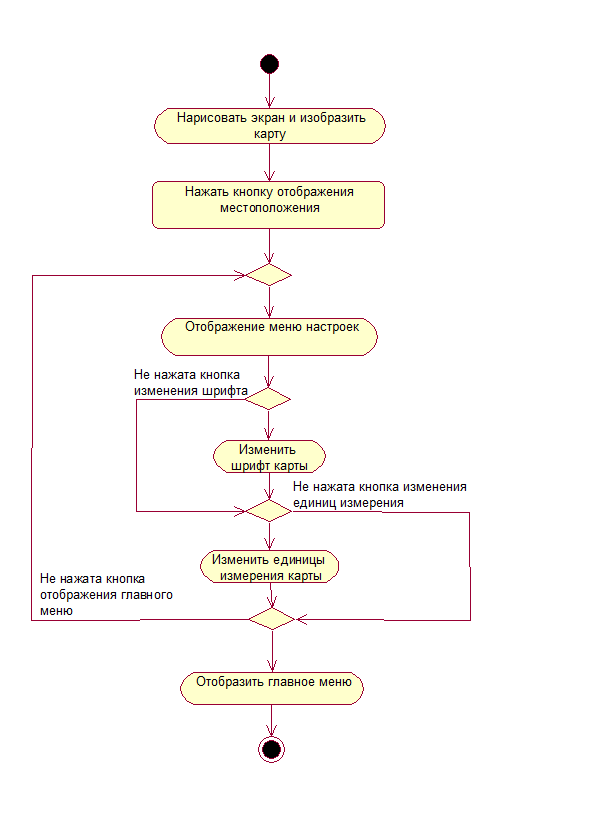 Нарисовать экран и изобразить
карту
Нажать кнопку отображения
местоположения
Отображение меню настроек
Не нажата кнопка
изменения шрифта
Изменить
шрифт карты
Не нажата кнопка изменения
единиц измерения
Изменить единицы
измерения карты
Не нажата кнопка
отображения главного
меню
Отобразить главное меню